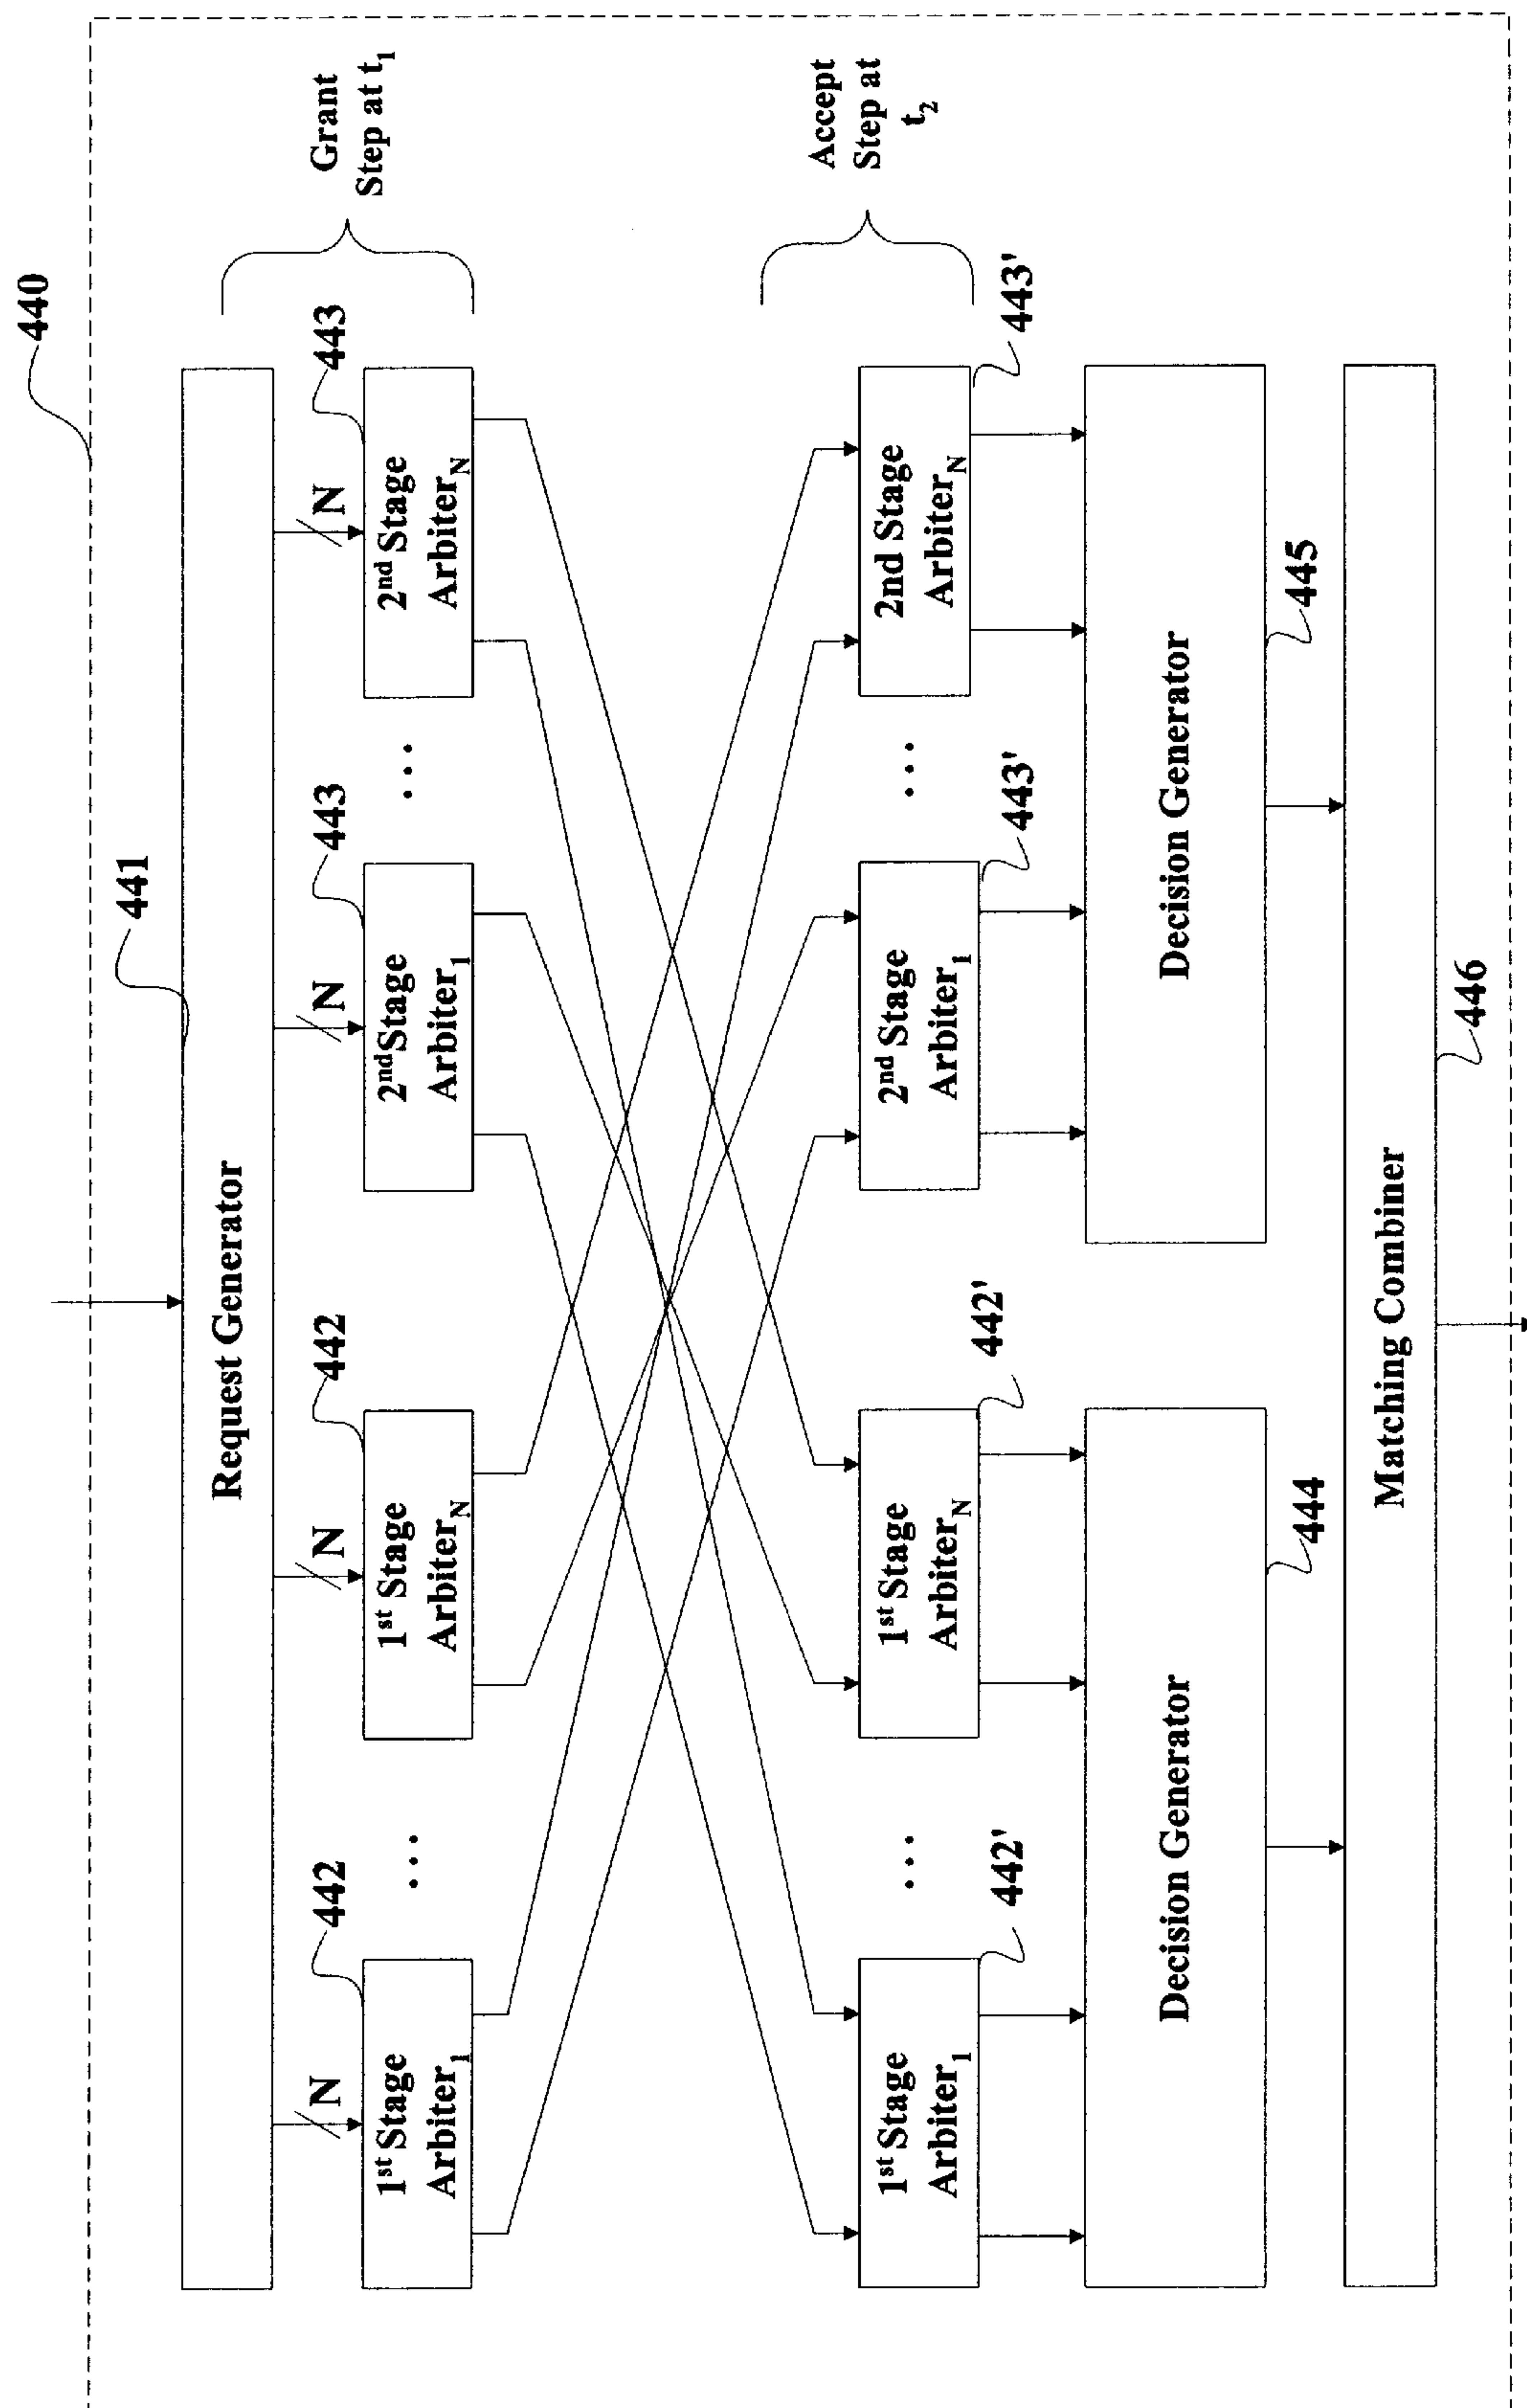 440
441
Request Generator
Grant
Step at t1
N
N
N
N
442
442
443
443
1st Stage
Arbiter1
...
1st Stage
ArbiterN
2nd Stage
Arbiter1
...
2nd Stage
ArbiterN
Accept
Step at
t2
442'
442'
443'
443'
1st Stage
Arbiter1
...
1st Stage
ArbiterN
2nd Stage
Arbiter1
...
2nd Stage
ArbiterN
Decision Generator
444
Decision Generator
445
Matching Combiner
446